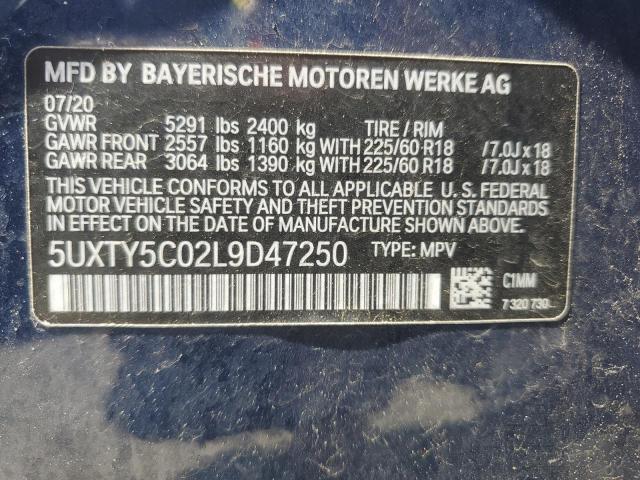 MFD BY BAYERISCHE MOTOREN WERKE AG
07/20
GVWR 5291 lbs 2400 kg TIRE / RIM
GAWR FRONT 2557 lbs 1160 kg WITH 225/60 R18 /7.0J x 18
GAWR REAR 3064 lbs 1390 kg WITH 225/60 R18 /7.0J x 18
THIS VEHICLE CONFORMS TO ALL APPLICABLE U. S. FEDERAL
MOTOR VEHICLE SAFETY AND THEFT PREVENTION STANDARDS
IN EFFECT ON THE DATE OF MANUFACTURE SHOWN ABOVE.
5UXTY5C02L9D47250 TYPE: MPV
C1MM
7 320 730